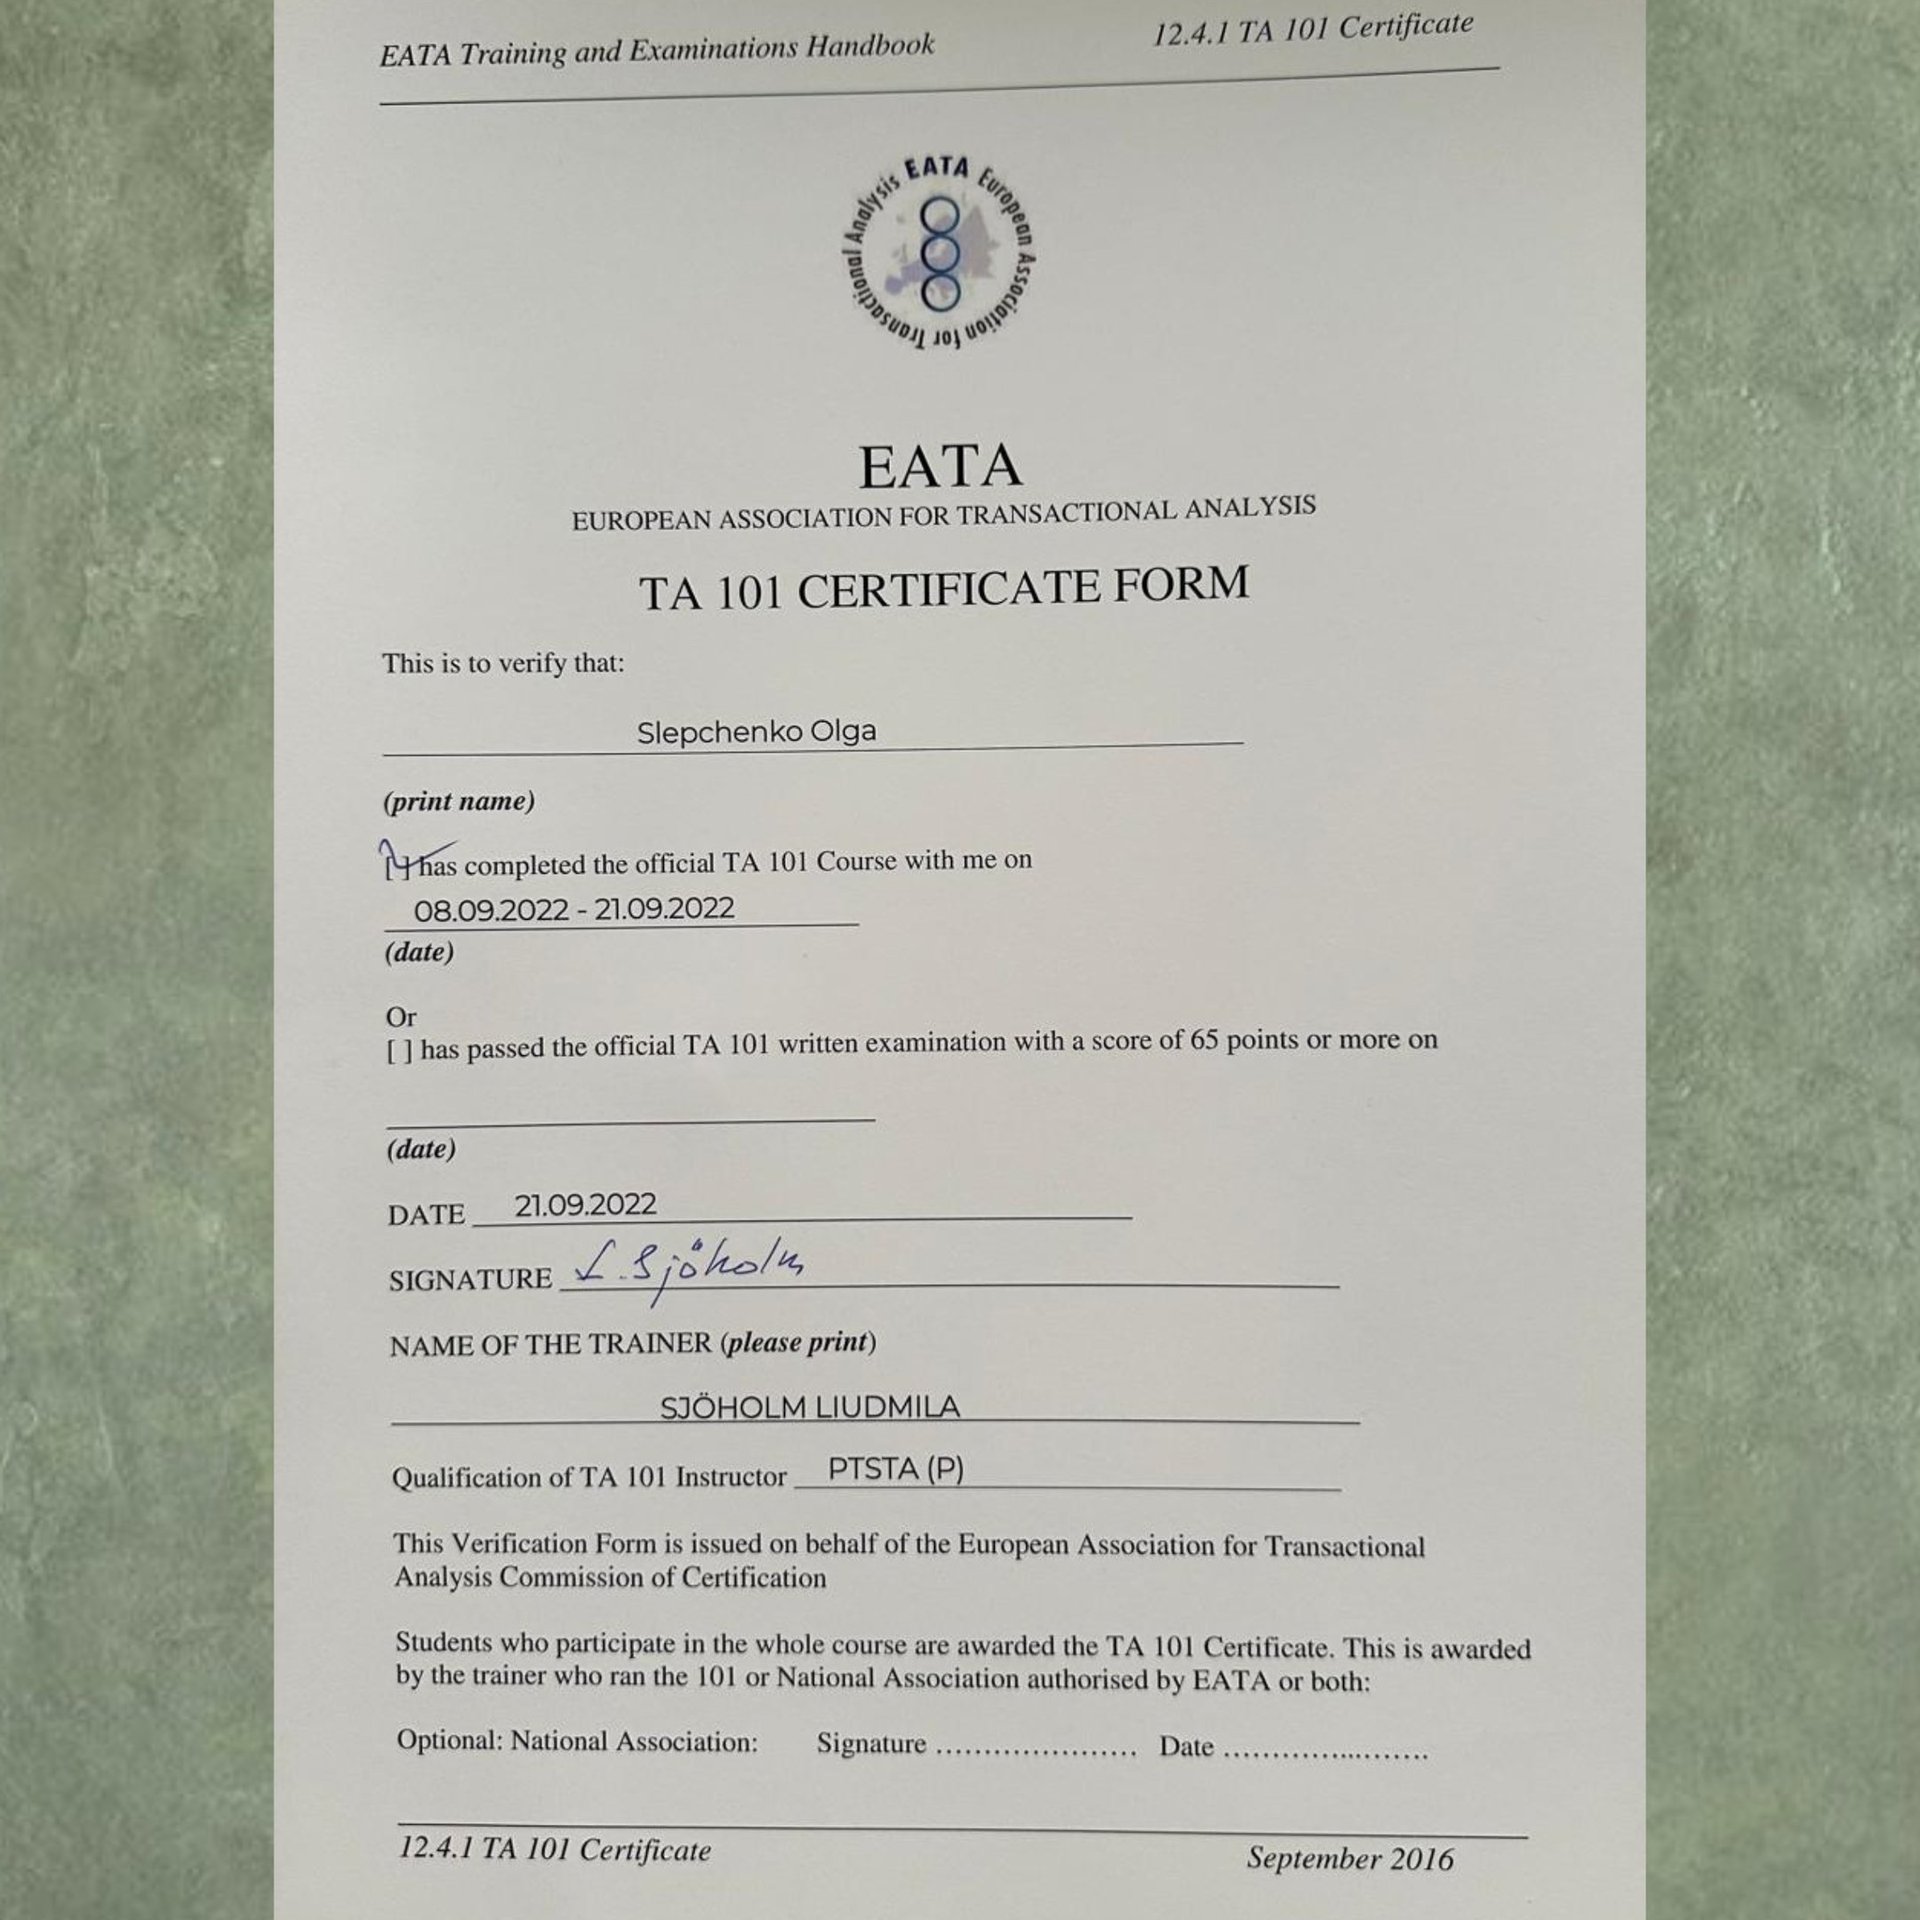 EATA Training and Examinations Handbook
12.4.1 TA 101 Certificate
EATA European Association for Transactional Analysis
EATA
EUROPEAN ASSOCIATION FOR TRANSACTIONAL ANALYSIS
TA 101 CERTIFICATE FORM
This is to verify that:
Slepchenko Olga
(print name)
[ ] has completed the official TA 101 Course with me on
08.09.2022 - 21.09.2022
(date)
Or
[ ] has passed the official TA 101 written examination with a score of 65 points or more on
(date)
DATE 21.09.2022
SIGNATURE L. Sjöholm
NAME OF THE TRAINER (please print)
SJÖHOLM LIUDMILA
Qualification of TA 101 Instructor PTSTA (P)
This Verification Form is issued on behalf of the European Association for Transactional
Analysis Commission of Certification
Students who participate in the whole course are awarded the TA 101 Certificate. This is awarded
by the trainer who ran the 101 or National Association authorised by EATA or both:
Optional: National Association: Signature ..................... Date .....................
12.4.1 TA 101 Certificate
September 2016